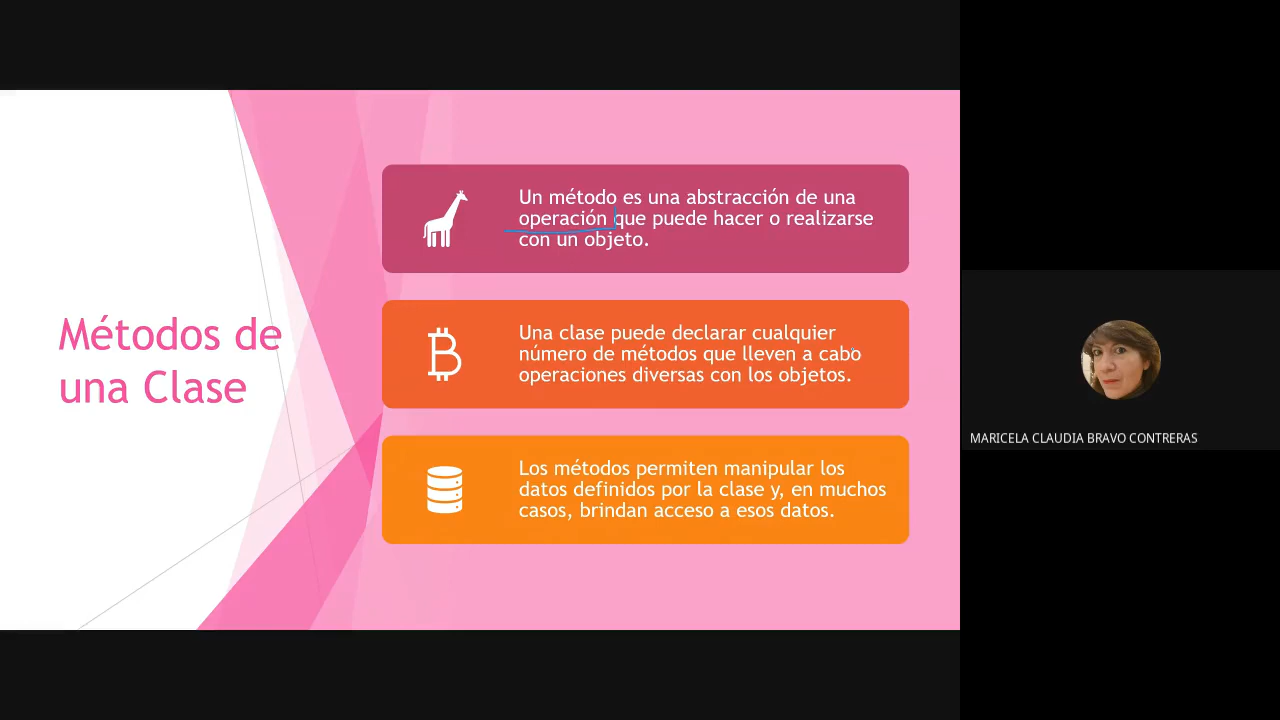 Métodos de
una Clase
Un método es una abstracción de una
operación que puede hacer o realizarse
con un objeto.
Una clase puede declarar cualquier
número de métodos que lleven a cabo
operaciones diversas con los objetos.
Los métodos permiten manipular los
datos definidos por la clase y, en muchos
casos, brindan acceso a esos datos.
MARICELA CLAUDIA BRAVO CONTRERAS